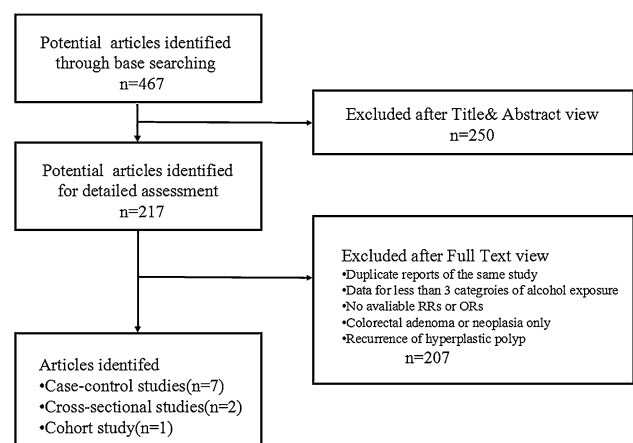 Potential articles identified
through base searching
n=467
Excluded after Title& Abstract view
n=250
Potential articles identified
for detailed assessment
n=217
Excluded after Full Text view
•Duplicate reports of the same study
•Data for less than 3 categroies of alcohol exposure
•No avaliable RRs or ORs
•Colorectal adenoma or neoplasia only
•Recurrence of hyperplastic polyp
n=207
Articles identifed
•Case-control studies(n=7)
•Cross-sectional studies(n=2)
•Cohort study(n=1)